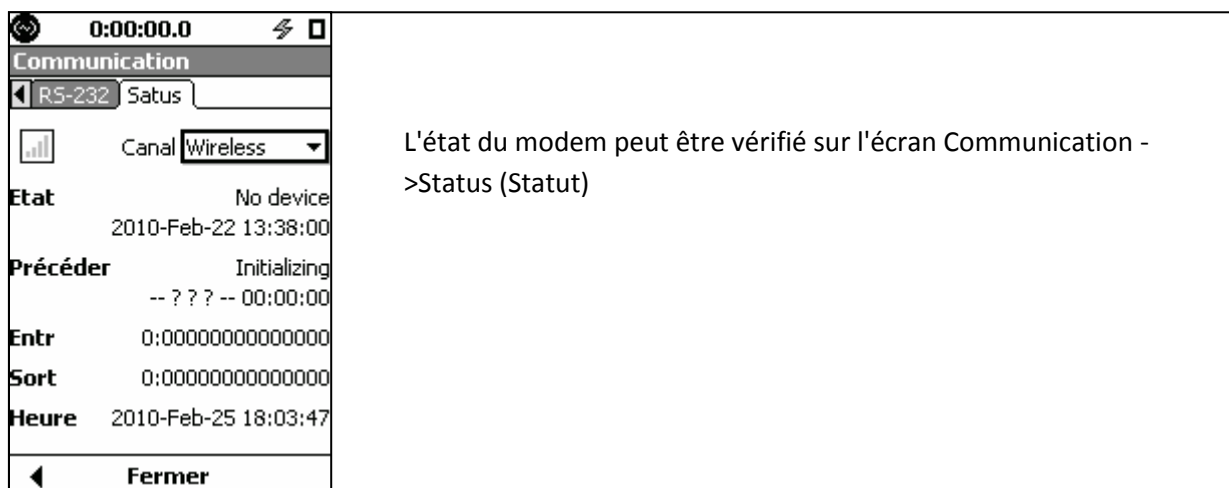 0:00:00.0
Communication
RS-232 Satus
Canal Wireless
Etat No device
2010-Feb-22 13:38:00
Précéder Initializing
-- ? ? ? -- 00:00:00
Entr 0:00000000000000
Sort 0:00000000000000
Heure 2010-Feb-25 18:03:47
Fermer
L'état du modem peut être vérifié sur l'écran Communication -
>Status (Statut)